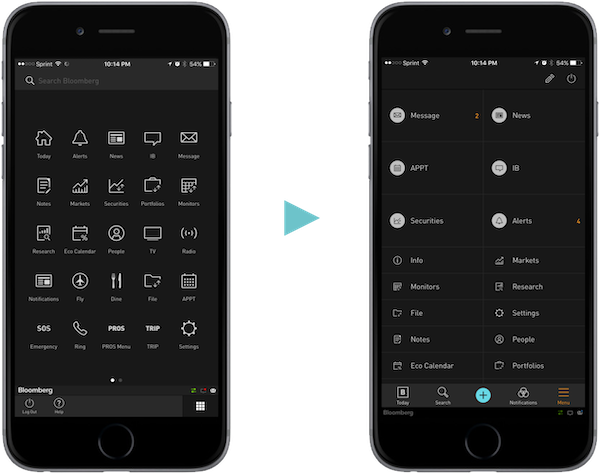 Sprint 10:14 PM 54%
Search Bloomberg
Today Alerts News IB Message
Notes Markets Securities Portfolios Monitors
Research Eco Calendar People TV Radio
Notifications Fly Dine File APPT
SOS PROS TRIP
Emergency Ring PROS Menu TRIP Settings
Bloomberg
Log Out Help
Sprint 10:14 PM 54%
Message 2 News
APPT IB
Securities Alerts 4
Info Markets
Monitors Research
File Settings
Notes People
Eco Calendar Portfolios
B
Today Search Notifications Menu
Bloomberg